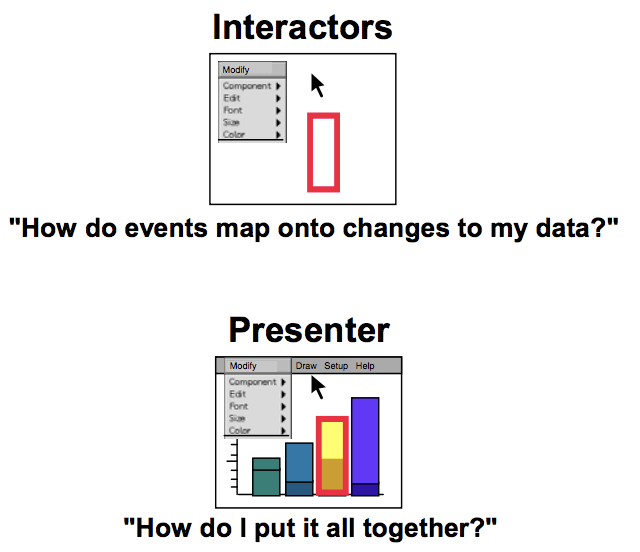 Interactors
Modify
Component
Edit
Font
Size
Color
"How do events map onto changes to my data?"
Presenter
Modify Draw Setup Help
Component
Edit
Font
Size
Color
"How do I put it all together?"